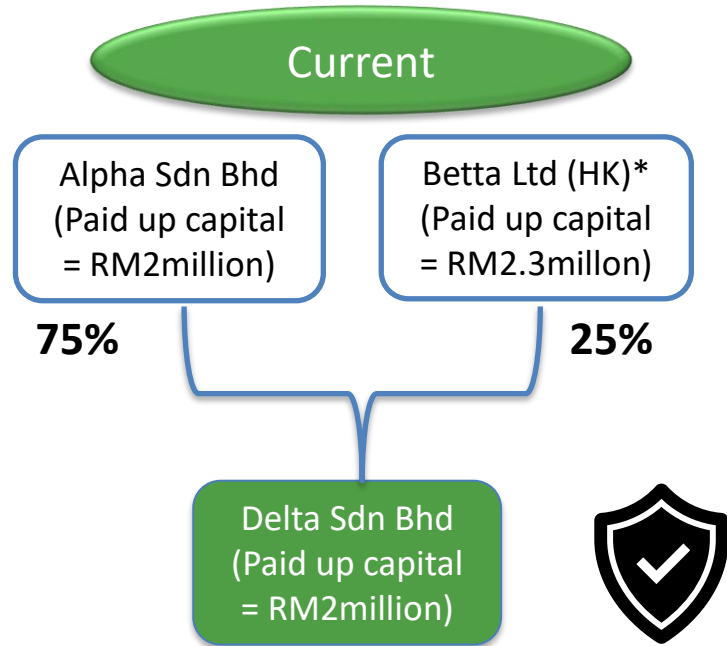 Current
Alpha Sdn Bhd
(Paid up capital
= RM2million)
Betta Ltd (HK)*
(Paid up capital
= RM2.3millon)
75%
25%
Delta Sdn Bhd
(Paid up capital
= RM2million)